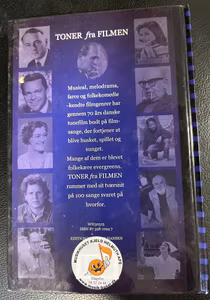 TONER fra FILMEN
Musical, melodrama,
farce og folkekomedie
-kendte filmgenrer har
gennem 70 års danske
tonefilm budt på film-
sange, der fortjener at
blive husket, spillet og
sunget.
Mange af dem er blevet
folkekære evergreens.
TONER fra FILMEN
rummer med sit tværsnit
på 100 sange svaret på
hvorfor.